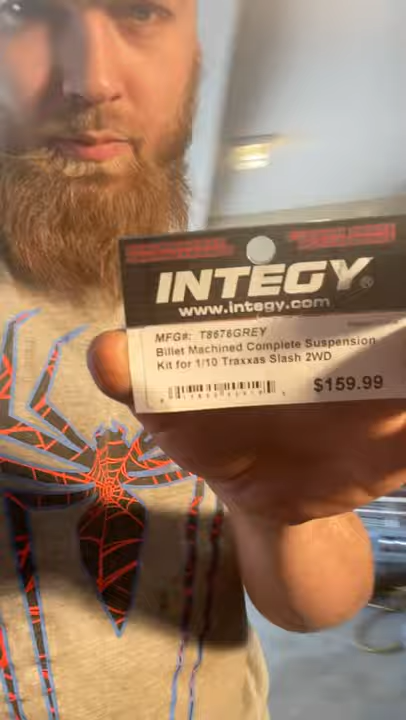 INTEGY®
www.integy.com
MFG#: T8676GREY
Billet Machined Complete Suspension
Kit for 1/10 Traxxas Slash 2WD
$159.99